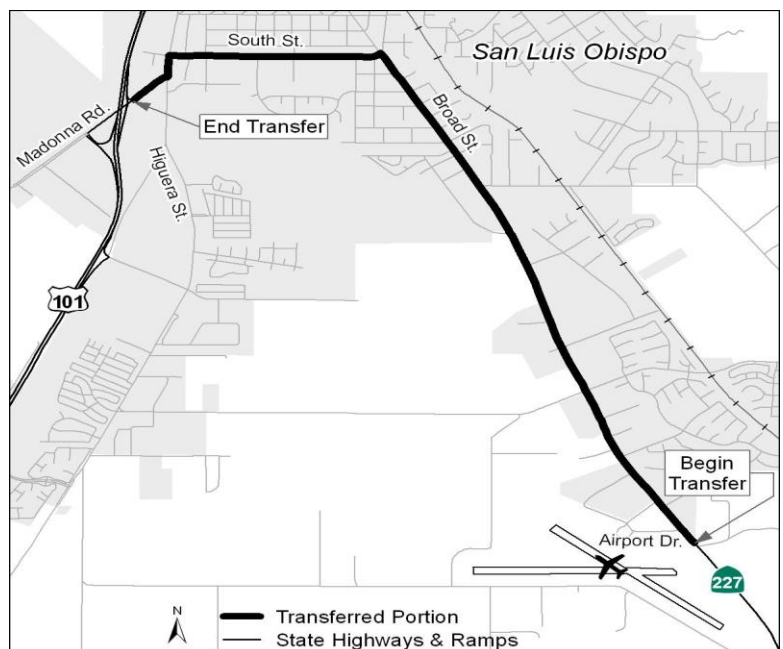 South St.
San Luis Obispo
Broad St.
End Transfer
Madonna Rd.
Higuera St.
101
Begin
Transfer
Airport Dr.
227
N
Transferred Portion
State Highways & Ramps